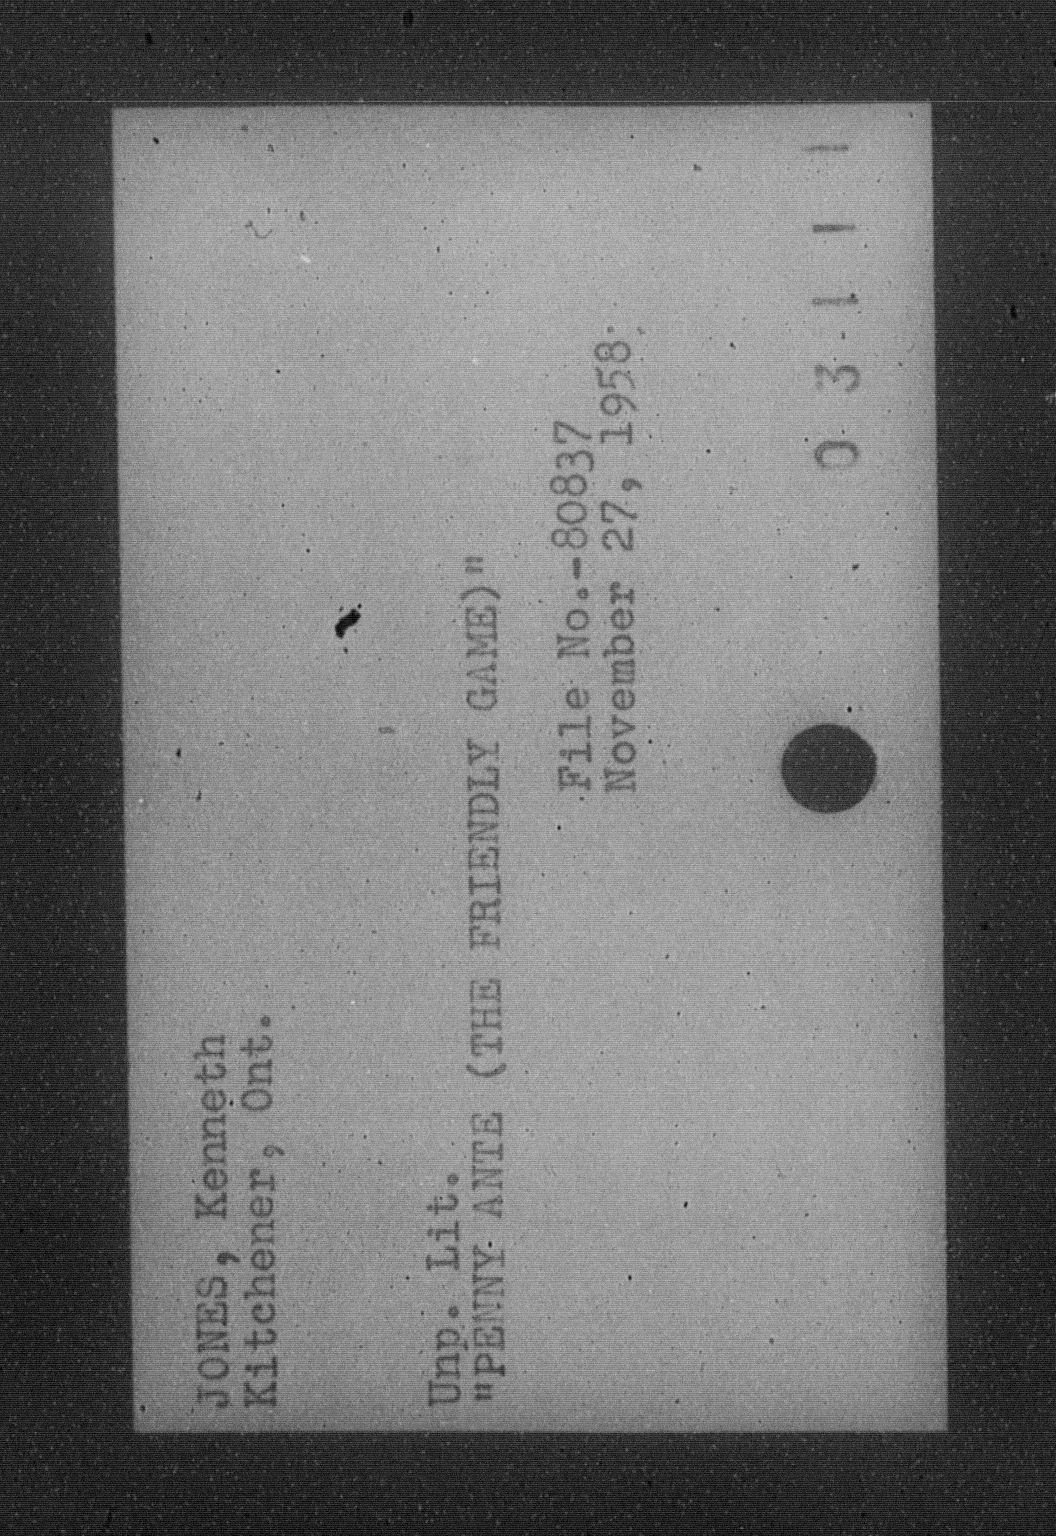 JONES, Kenneth
Kitchener, Ont.
Unp. Lit.
"PENNY ANTE (THE FRIENDLY GAME)"
File No.-80837
November 27, 1958.
0 3 1 1 1